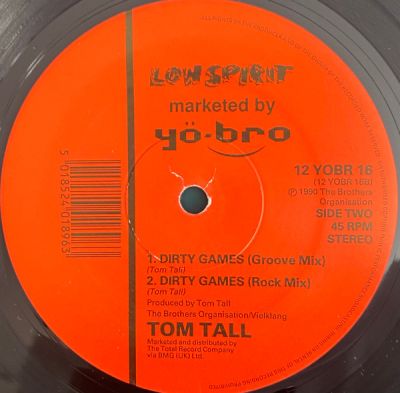 LOW SPIRIT
marketed by
yö-bro
12 YOBR 16
(12 YOBR 16B)
℗ 1990 The Brothers
Organisation
SIDE TWO
45 RPM
STEREO
5 018524 018963
1. DIRTY GAMES (Groove Mix)
(Tom Tall)
2. DIRTY GAMES (Rock Mix)
(Tom Tall)
Produced by Tom Tall
The Brothers Organisation/Vielklang
TOM TALL
Marketed and distributed by
The Total Record Company
via BMG (UK) Ltd.